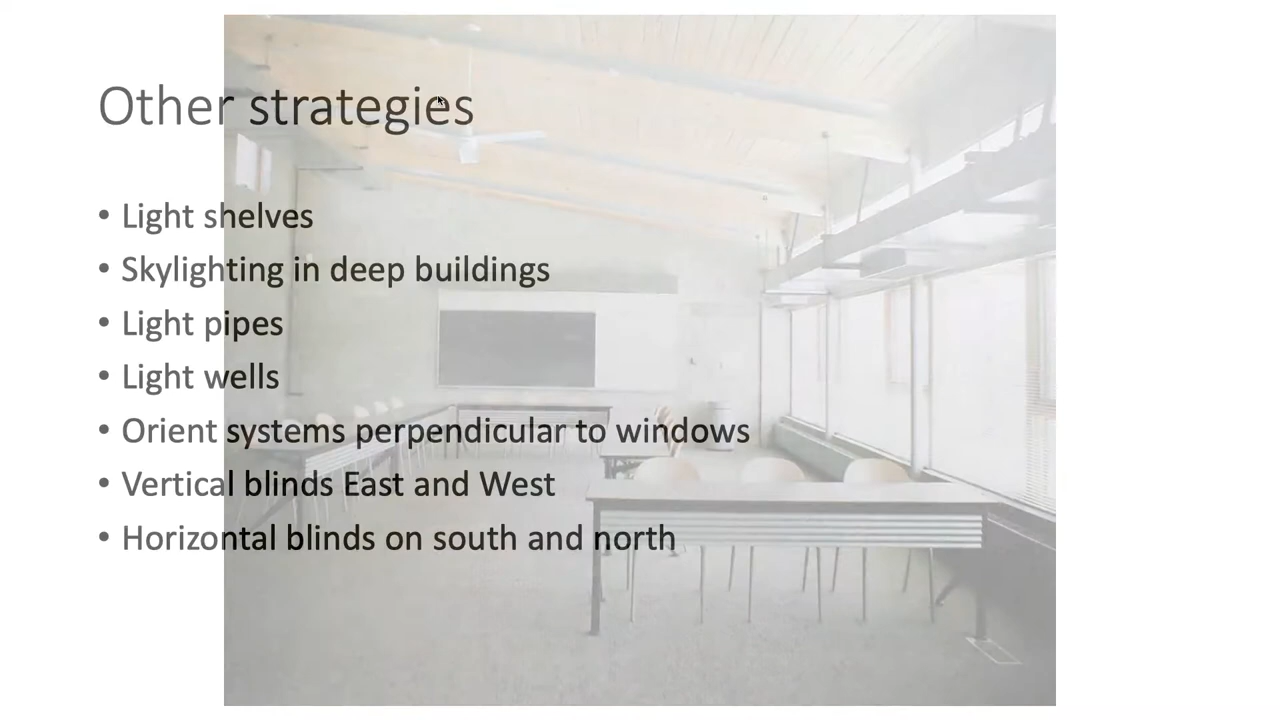 Other strategies
• Light shelves
• Skylighting in deep buildings
• Light pipes
• Light wells
• Orient systems perpendicular to windows
• Vertical blinds East and West
• Horizontal blinds on south and north